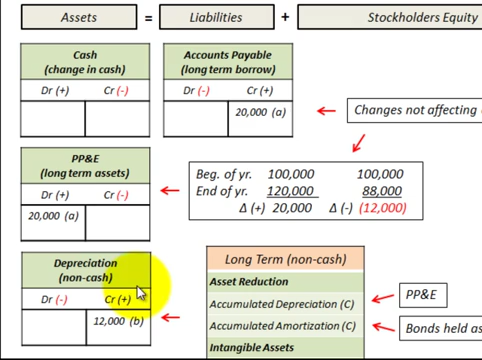 Assets = Liabilities + Stockholders Equity
Cash
(change in cash)
Dr (+) Cr (-)
Accounts Payable
(long term borrow)
Dr (-) Cr (+)
20,000 (a)
Changes not affecting
PP&E
(long term assets)
Dr (+) Cr (-)
20,000 (a)
Beg. of yr. 100,000 100,000
End of yr. 120,000 88,000
Δ (+) 20,000 Δ (-) (12,000)
Depreciation
(non-cash)
Dr (-) Cr (+)
12,000 (b)
Long Term (non-cash)
Asset Reduction
Accumulated Depreciation (C)
Accumulated Amortization (C)
Intangible Assets
PP&E
Bonds held as